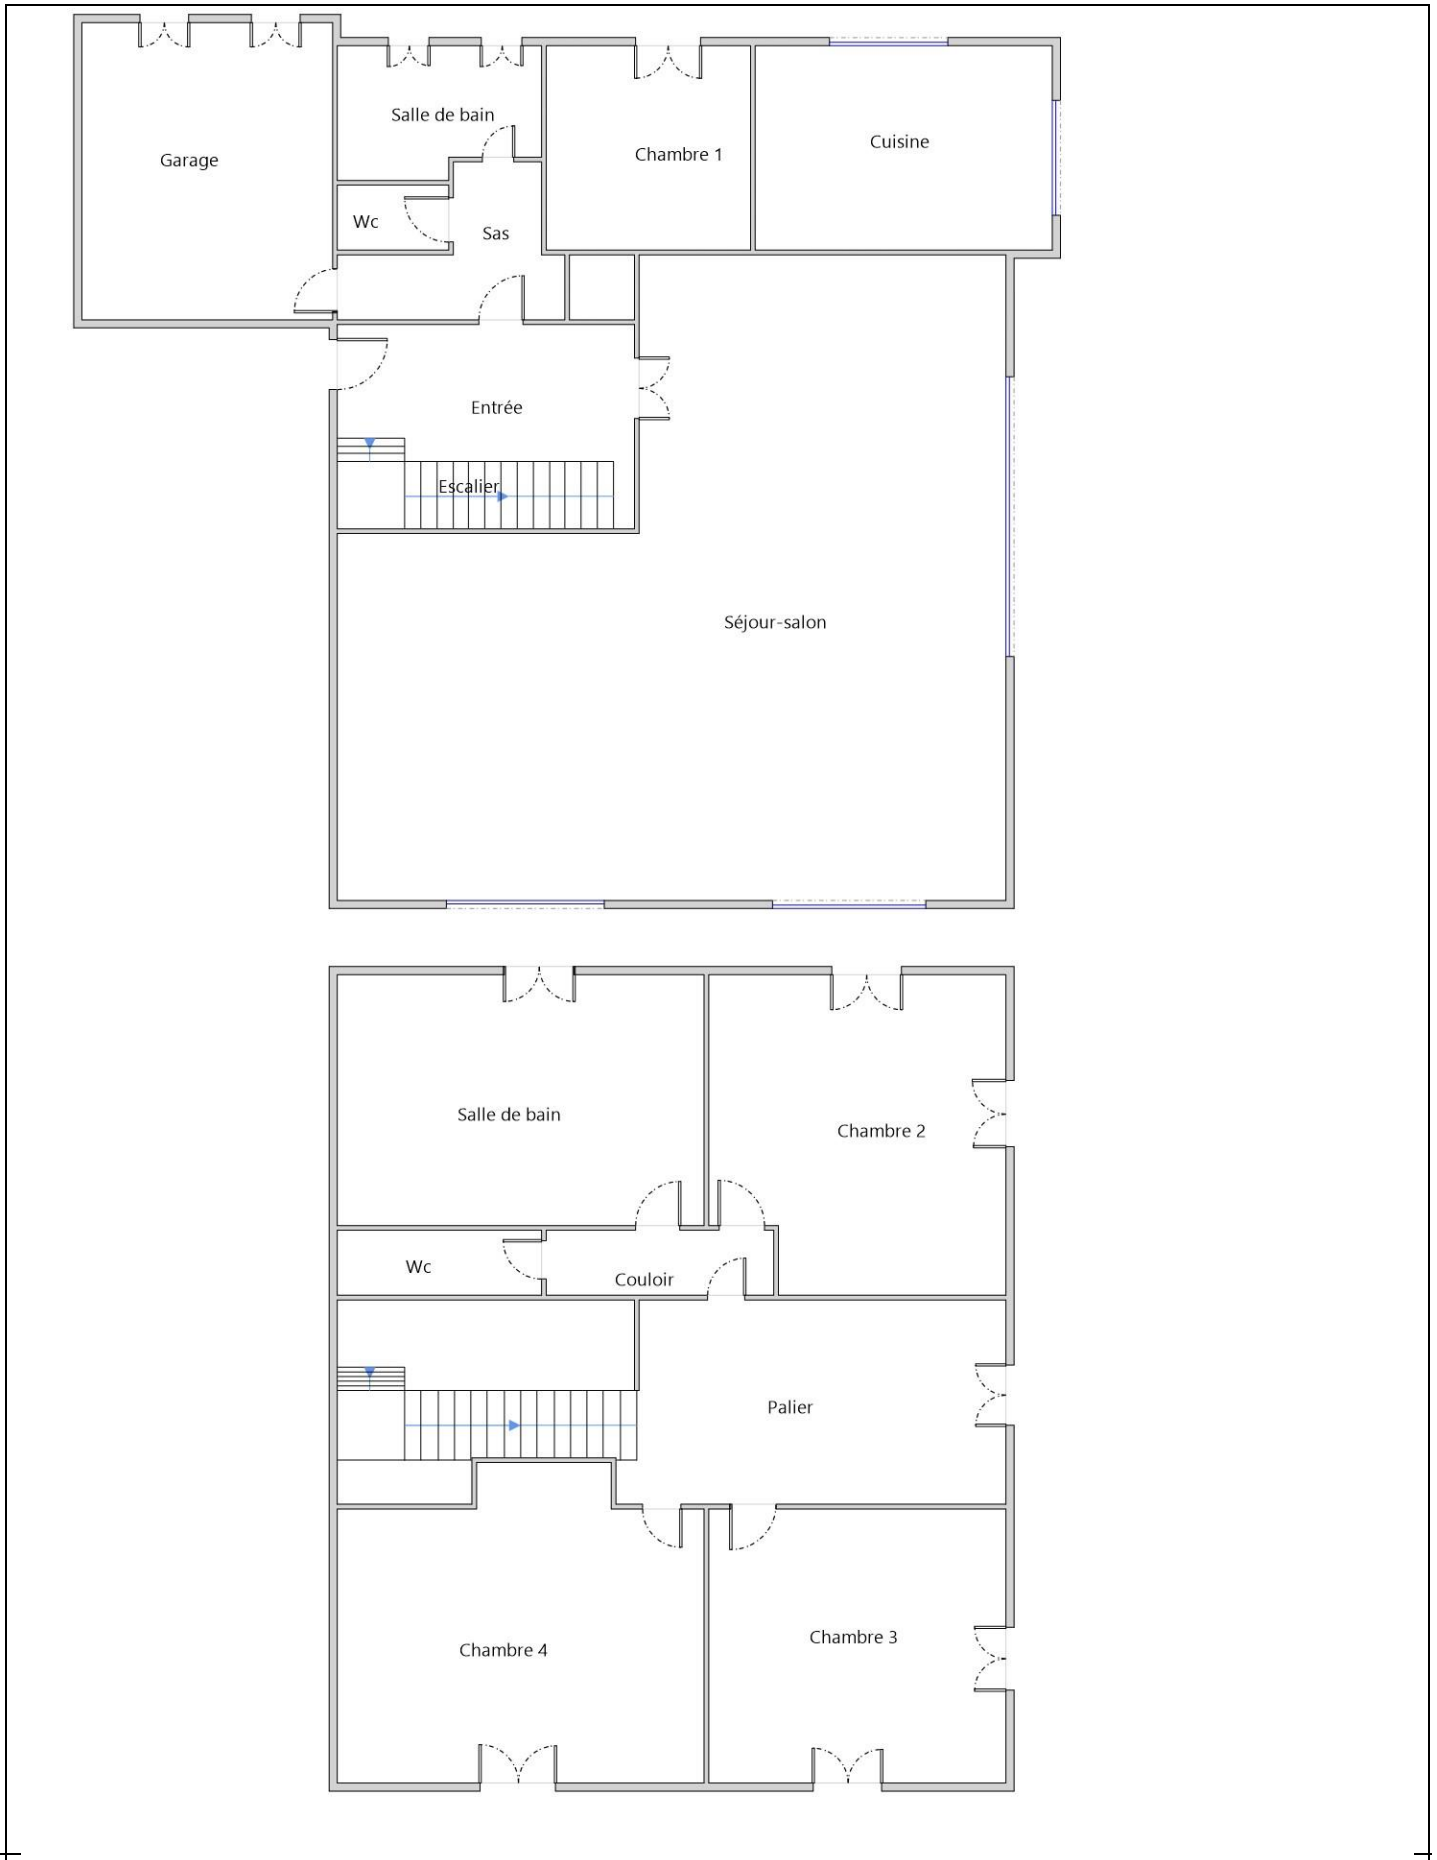 Salle de bain
Cuisine
Chambre 1
Garage
Wc
Sas
Entrée
Escalier
Séjour-salon
Salle de bain
Chambre 2
Wc
Couloir
Palier
Chambre 3
Chambre 4